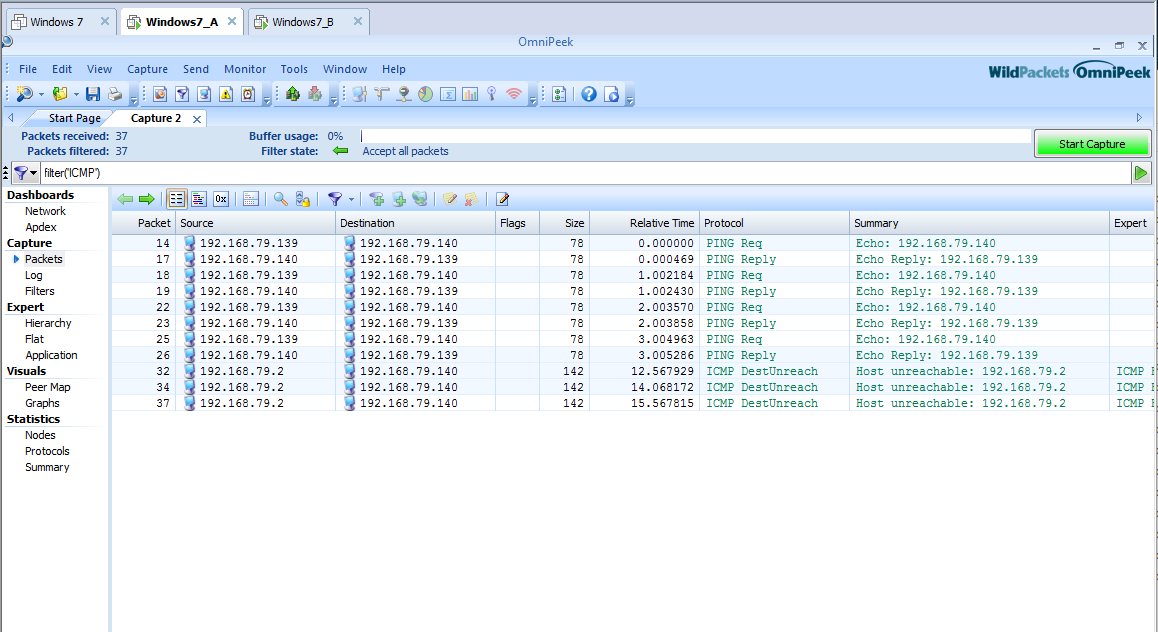 Windows 7 Windows7_A Windows7_B
OmniPeek
File Edit View Capture Send Monitor Tools Window Help
WildPackets OmniPeek
Start Page Capture 2
Packets received: 37 Buffer usage: 0%
Packets filtered: 37 Filter state: Accept all packets
Start Capture
filter('ICMP')
Dashboards
Network
Apdex
Capture
Packets
Log
Filters
Expert
Hierarchy
Flat
Application
Visuals
Peer Map
Graphs
Statistics
Nodes
Protocols
Summary
0x
Packet Source Destination Flags Size Relative Time Protocol Summary Expert
14 192.168.79.139 192.168.79.140 78 0.000000 PING Req Echo: 192.168.79.140
17 192.168.79.140 192.168.79.139 78 0.000469 PING Reply Echo Reply: 192.168.79.139
18 192.168.79.139 192.168.79.140 78 1.002184 PING Req Echo: 192.168.79.140
19 192.168.79.140 192.168.79.139 78 1.002430 PING Reply Echo Reply: 192.168.79.139
22 192.168.79.139 192.168.79.140 78 2.003570 PING Req Echo: 192.168.79.140
23 192.168.79.140 192.168.79.139 78 2.003858 PING Reply Echo Reply: 192.168.79.139
25 192.168.79.139 192.168.79.140 78 3.004963 PING Req Echo: 192.168.79.140
26 192.168.79.140 192.168.79.139 78 3.005286 PING Reply Echo Reply: 192.168.79.139
32 192.168.79.2 192.168.79.140 142 12.567929 ICMP DestUnreach Host unreachable: 192.168.79.2 ICMP
34 192.168.79.2 192.168.79.140 142 14.068172 ICMP DestUnreach Host unreachable: 192.168.79.2 ICMP
37 192.168.79.2 192.168.79.140 142 15.567815 ICMP DestUnreach Host unreachable: 192.168.79.2 ICMP